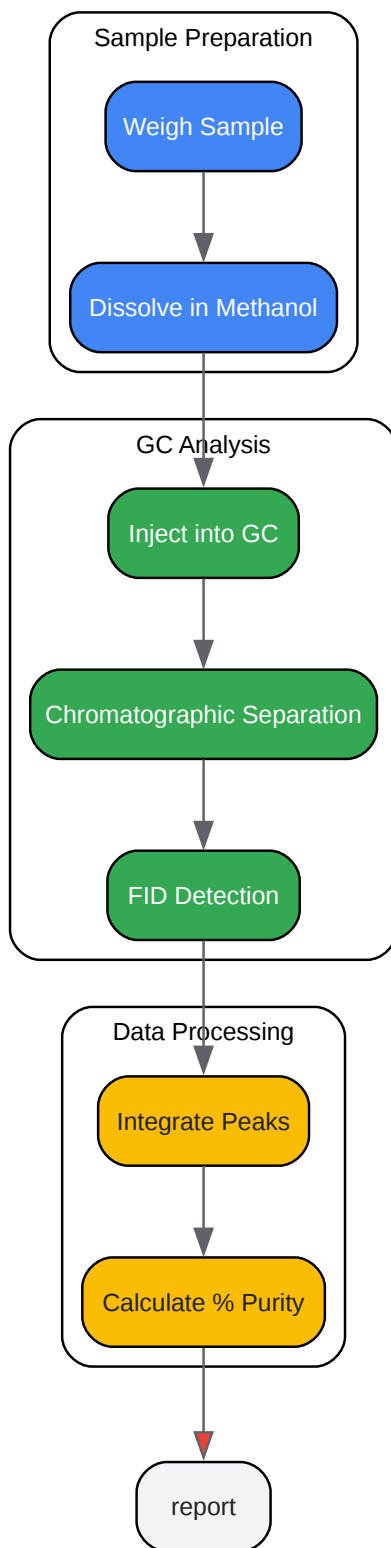 Sample Preparation
Weigh Sample
Dissolve in Methanol
GC Analysis
Inject into GC
Chromatographic Separation
FID Detection
Data Processing
Integrate Peaks
Calculate % Purity
report